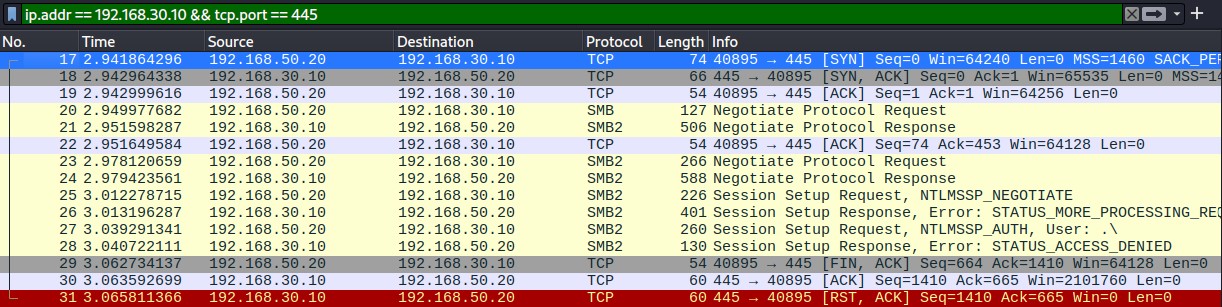 ip.addr == 192.168.30.10 && tcp.port == 445
No. Time Source Destination Protocol Length Info
17 2.941864296 192.168.50.20 192.168.30.10 TCP 74 40895 → 445 [SYN] Seq=0 Win=64240 Len=0 MSS=1460 SACK_PER
18 2.942964338 192.168.30.10 192.168.50.20 TCP 66 445 → 40895 [SYN, ACK] Seq=0 Ack=1 Win=65535 Len=0 MSS=14
19 2.942999616 192.168.50.20 192.168.30.10 TCP 54 40895 → 445 [ACK] Seq=1 Ack=1 Win=64256 Len=0
20 2.949977682 192.168.50.20 192.168.30.10 SMB 127 Negotiate Protocol Request
21 2.951598287 192.168.30.10 192.168.50.20 SMB2 506 Negotiate Protocol Response
22 2.951649584 192.168.50.20 192.168.30.10 TCP 54 40895 → 445 [ACK] Seq=74 Ack=453 Win=64128 Len=0
23 2.978120659 192.168.50.20 192.168.30.10 SMB2 266 Negotiate Protocol Request
24 2.979423561 192.168.30.10 192.168.50.20 SMB2 588 Negotiate Protocol Response
25 3.012278715 192.168.50.20 192.168.30.10 SMB2 226 Session Setup Request, NTLMSSP_NEGOTIATE
26 3.013196287 192.168.30.10 192.168.50.20 SMB2 401 Session Setup Response, Error: STATUS_MORE_PROCESSING_REQ
27 3.039291341 192.168.50.20 192.168.30.10 SMB2 260 Session Setup Request, NTLMSSP_AUTH, User: .\
28 3.040722111 192.168.30.10 192.168.50.20 SMB2 130 Session Setup Response, Error: STATUS_ACCESS_DENIED
29 3.062734137 192.168.50.20 192.168.30.10 TCP 54 40895 → 445 [FIN, ACK] Seq=664 Ack=1410 Win=64128 Len=0
30 3.063592699 192.168.30.10 192.168.50.20 TCP 60 445 → 40895 [ACK] Seq=1410 Ack=665 Win=2101760 Len=0
31 3.065811366 192.168.30.10 192.168.50.20 TCP 60 445 → 40895 [RST, ACK] Seq=1410 Ack=665 Win=0 Len=0